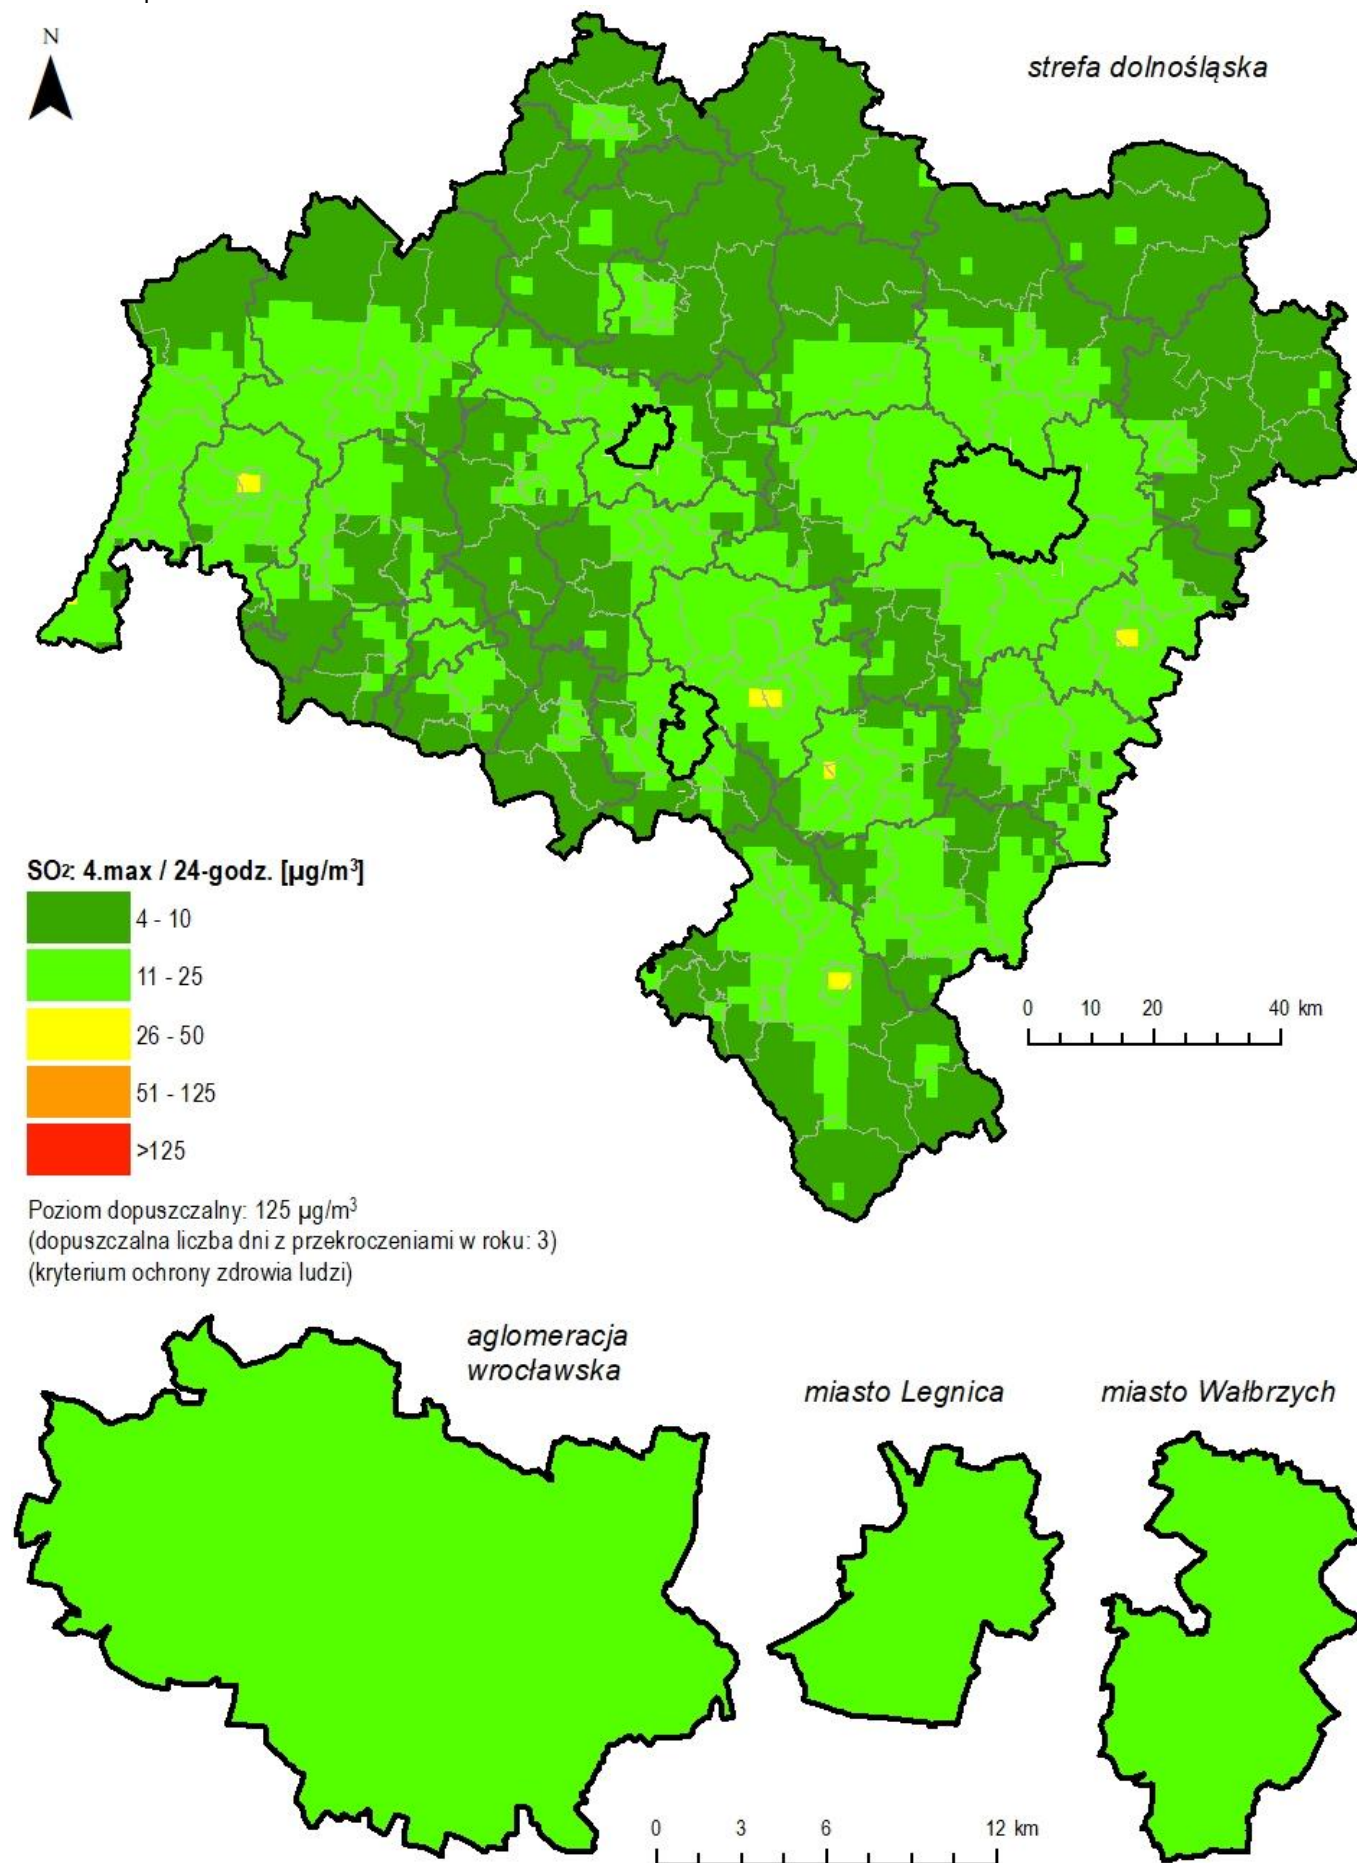 N
strefa dolnośląska
SO2: 4.max / 24-godz. [µg/m³]
4 - 10
11 - 25
26 - 50
51 - 125
>125
0 10 20 40 km
Poziom dopuszczalny: 125 µg/m³
(dopuszczalna liczba dni z przekroczeniami w roku: 3)
(kryterium ochrony zdrowia ludzi)
aglomeracja
wrocławska
miasto Legnica
miasto Wałbrzych
0 3 6 12 km